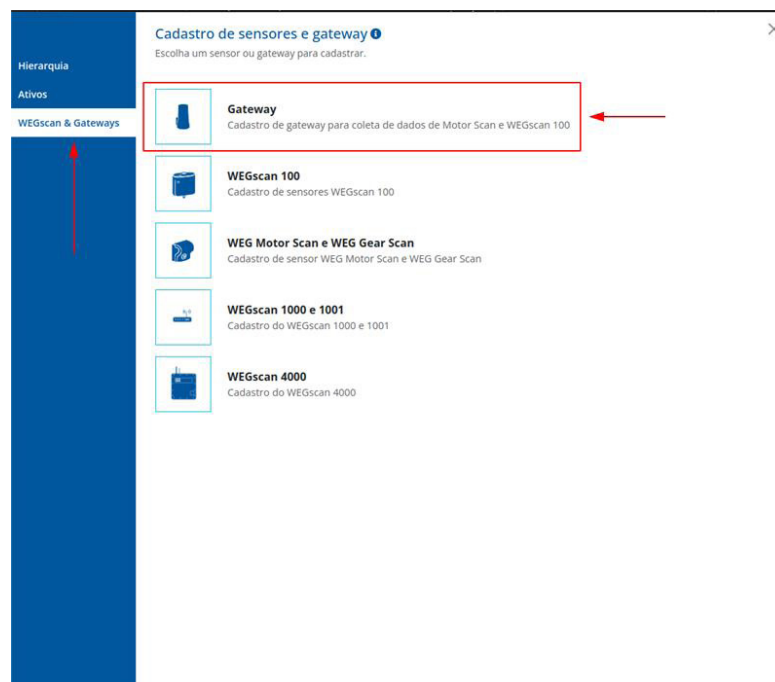 Cadastro de sensores e gateway
Escolha um sensor ou gateway para cadastrar.
Hierarquia
Ativos
WEGscan & Gateways
Gateway
Cadastro de gateway para coleta de dados de Motor Scan e WEGscan 100
WEGscan 100
Cadastro de sensores WEGscan 100
WEG Motor Scan e WEG Gear Scan
Cadastro de sensor WEG Motor Scan e WEG Gear Scan
WEGscan 1000 e 1001
Cadastro do WEGscan 1000 e 1001
WEGscan 4000
Cadastro do WEGscan 4000